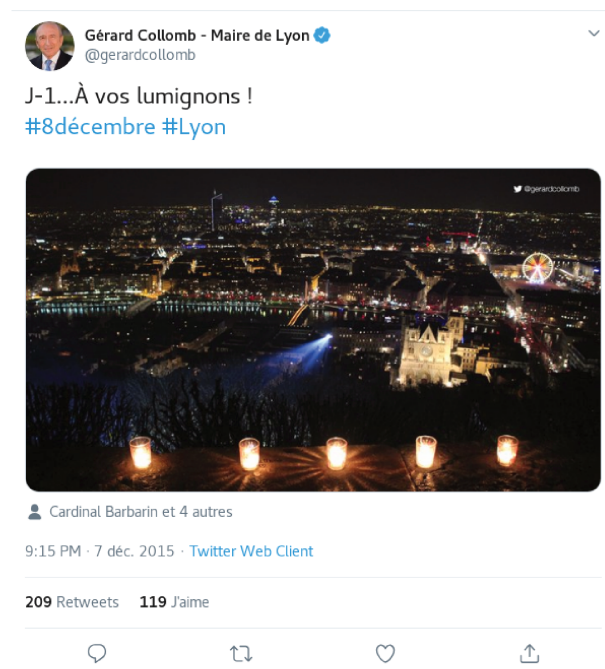 Gérard Collomb - Maire de Lyon
@gerardcollomb
J-1...À vos lumignons !
#8décembre #Lyon
@gerardcollomb
Cardinal Barbarin et 4 autres
9:15 PM · 7 déc. 2015 · Twitter Web Client
209 Retweets 119 J'aime